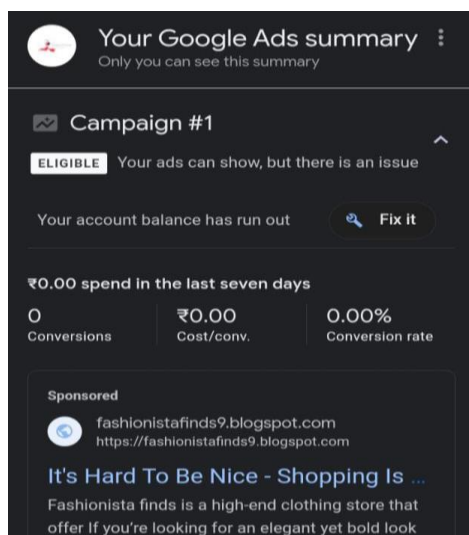 Your Google Ads summary
Only you can see this summary
Campaign #1
ELIGIBLE Your ads can show, but there is an issue
Your account balance has run out Fix it
₹0.00 spend in the last seven days
0 ₹0.00 0.00%
Conversions Cost/conv. Conversion rate
Sponsored
fashionistafinds9.blogspot.com
https://fashionistafinds9.blogspot.com
It's Hard To Be Nice - Shopping Is ...
Fashionista finds is a high-end clothing store that
offer If you're looking for an elegant yet bold look